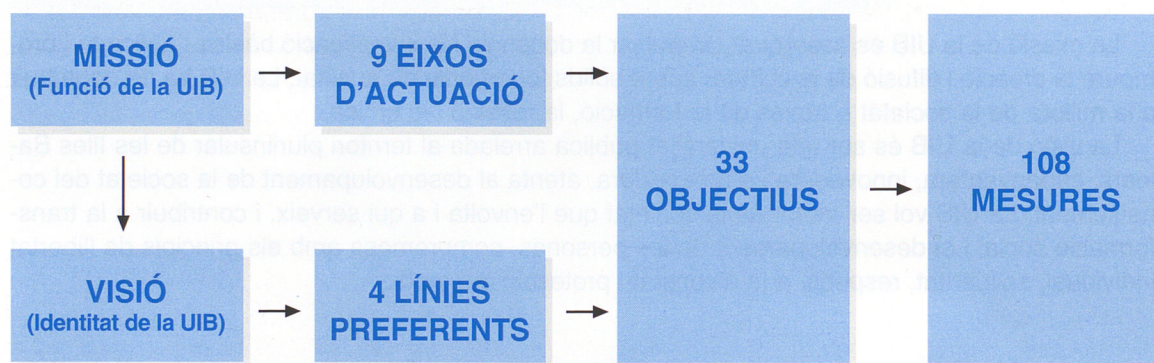 MISSIÓ
(Funció de la UIB)
9 EIXOS
D'ACTUACIÓ
33
OBJECTIUS
108
MESURES
VISIÓ
(Identitat de la UIB)
4 LÍNIES
PREFERENTS